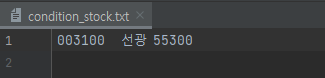 condition_stock.txt
1 003100 선광 55300
2